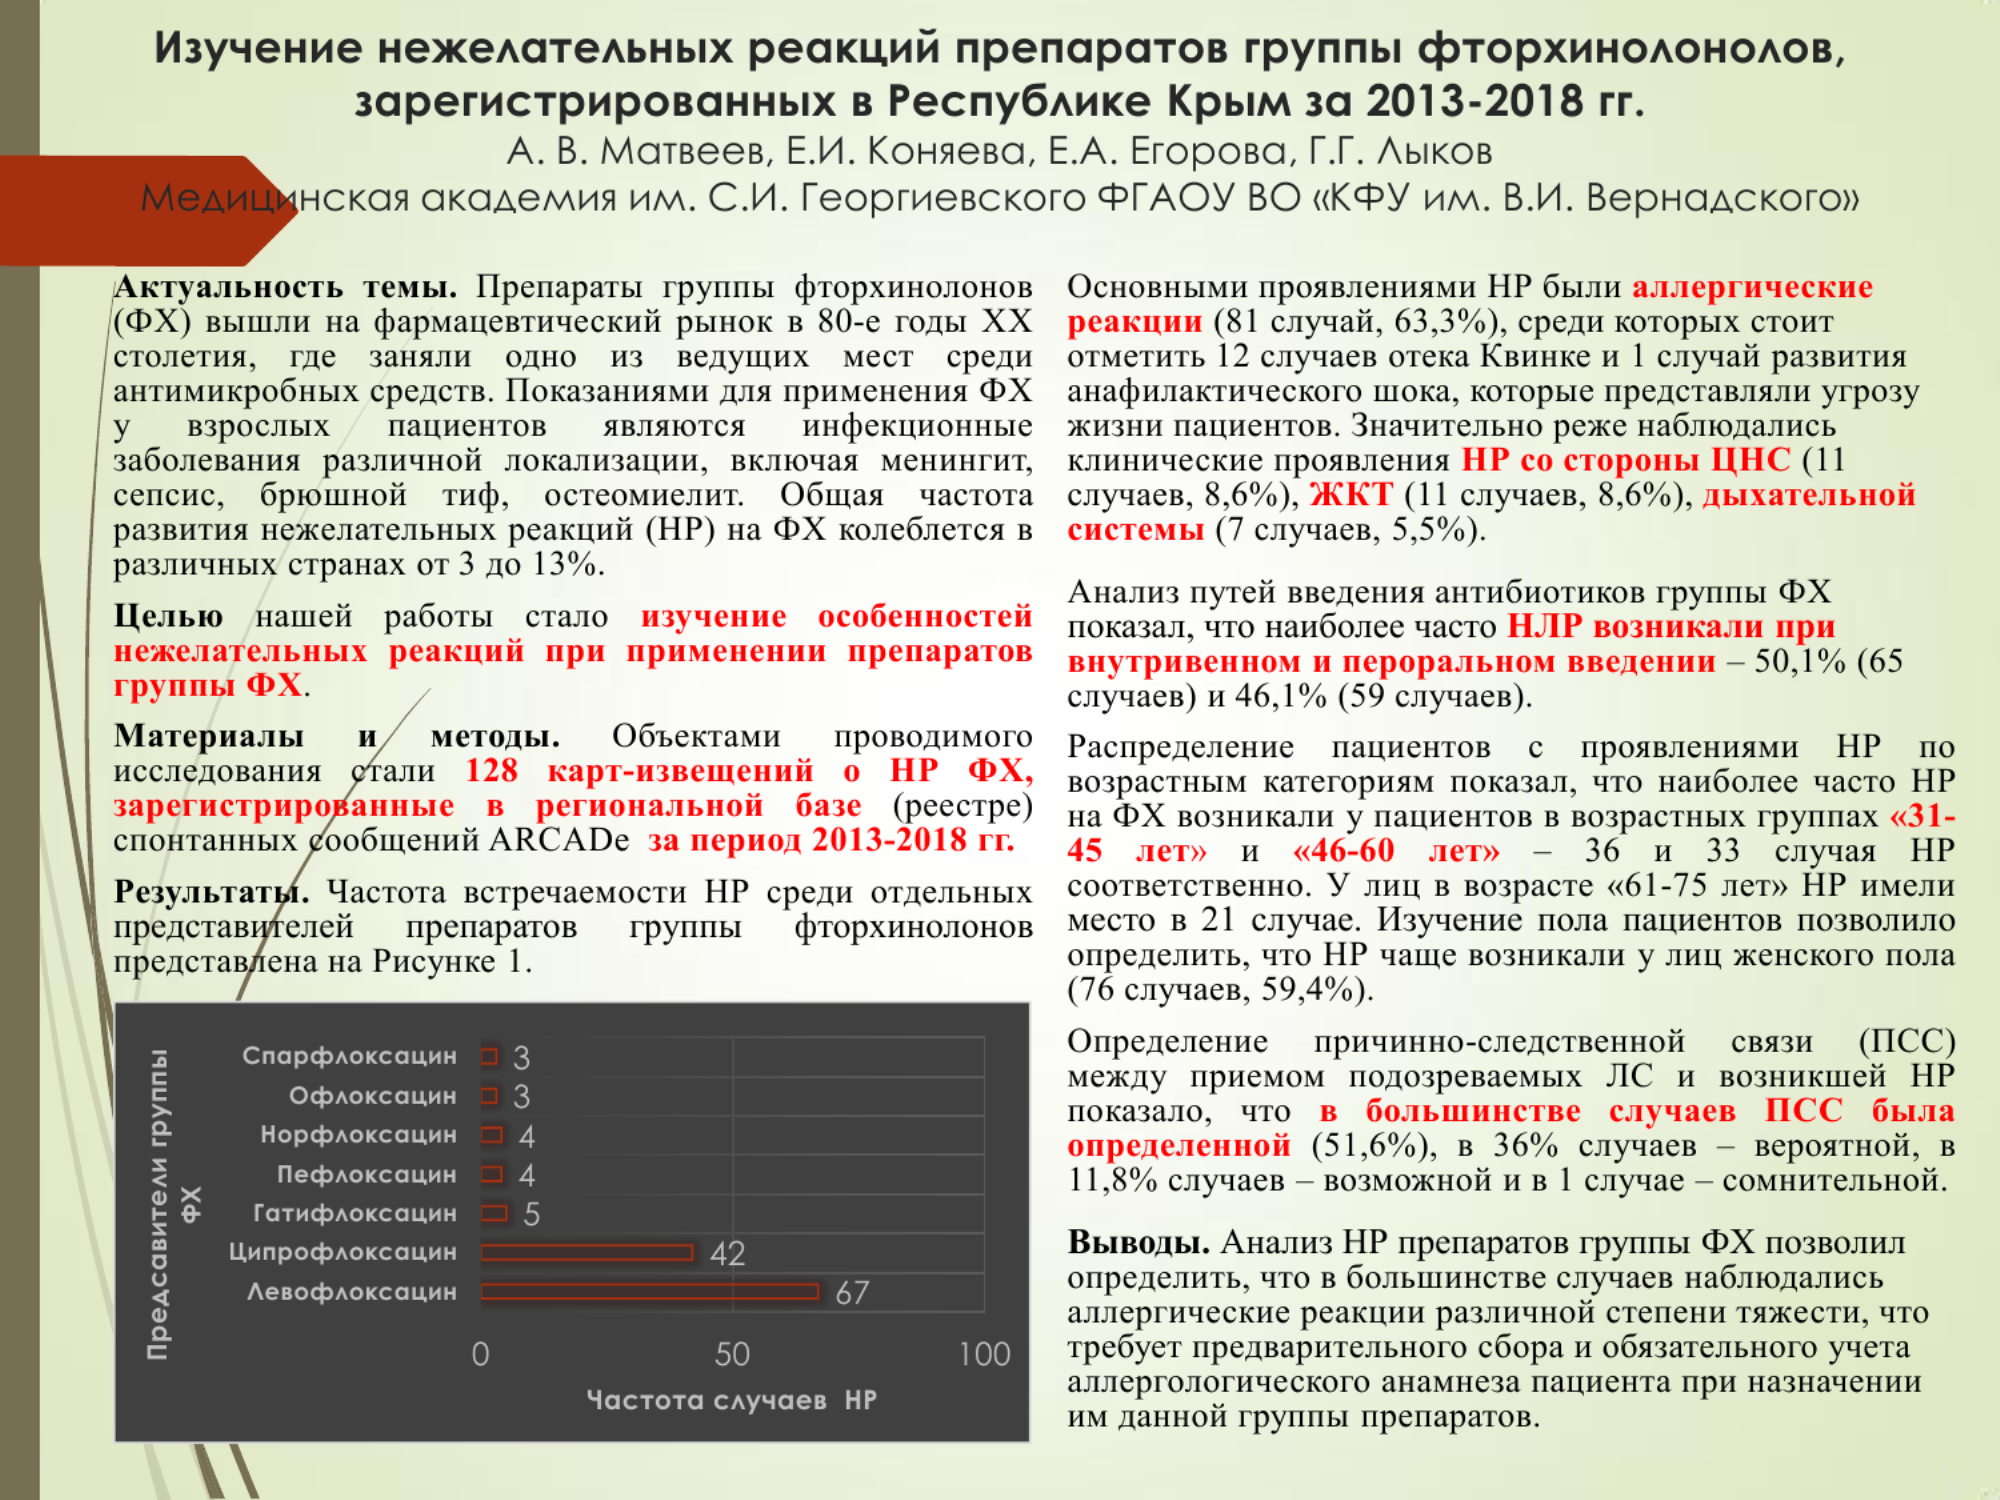 Изучение нежелательных реакций препаратов группы фторхинолонолов,
зарегистрированных в Республике Крым за 2013-2018 гг.
А. В. Матвеев, Е.И. Коняева, Е.А. Егорова, Г.Г. Лыков
Медицинская академия им. С.И. Георгиевского ФГАОУ ВО «КФУ им. В.И. Вернадского»
Актуальность темы. Препараты группы фторхинолонов
(ФХ) вышли на фармацевтический рынок в 80-е годы XX
столетия, где заняли одно из ведущих мест среди
антимикробных средств. Показаниями для применения ФХ
у взрослых пациентов являются инфекционные
заболевания различной локализации, включая менингит,
сепсис, брюшной тиф, остеомиелит. Общая частота
развития нежелательных реакций (НР) на ФХ колеблется в
различных странах от 3 до 13%.
Целью нашей работы стало изучение особенностей
нежелательных реакций при применении препаратов
группы ФХ.
Материалы и методы. Объектами проводимого
исследования стали 128 карт-извещений о НР ФХ,
зарегистрированные в региональной базе (реестре)
спонтанных сообщений ARCADe за период 2013-2018 гг.
Результаты. Частота встречаемости НР среди отдельных
представителей препаратов группы фторхинолонов
представлена на Рисунке 1.
Предсавители группы
ФХ
Спарфлоксацин 3
Офлоксацин 3
Норфлоксацин 4
Пефлоксацин 4
Гатифлоксацин 5
Ципрофлоксацин 42
Левофлоксацин 67
0 50 100
Частота случаев НР
Основными проявлениями НР были аллергические
реакции (81 случай, 63,3%), среди которых стоит
отметить 12 случаев отека Квинке и 1 случай развития
анафилактического шока, которые представляли угрозу
жизни пациентов. Значительно реже наблюдались
клинические проявления НР со стороны ЦНС (11
случаев, 8,6%), ЖКТ (11 случаев, 8,6%), дыхательной
системы (7 случаев, 5,5%).
Анализ путей введения антибиотиков группы ФХ
показал, что наиболее часто НЛР возникали при
внутривенном и пероральном введении – 50,1% (65
случаев) и 46,1% (59 случаев).
Распределение пациентов с проявлениями НР по
возрастным категориям показал, что наиболее часто НР
на ФХ возникали у пациентов в возрастных группах «31-
45 лет» и «46-60 лет» – 36 и 33 случая НР
соответственно. У лиц в возрасте «61-75 лет» НР имели
место в 21 случае. Изучение пола пациентов позволило
определить, что НР чаще возникали у лиц женского пола
(76 случаев, 59,4%).
Определение причинно-следственной связи (ПСС)
между приемом подозреваемых ЛС и возникшей НР
показало, что в большинстве случаев ПСС была
определенной (51,6%), в 36% случаев – вероятной, в
11,8% случаев – возможной и в 1 случае – сомнительной.
Выводы. Анализ НР препаратов группы ФХ позволил
определить, что в большинстве случаев наблюдались
аллергические реакции различной степени тяжести, что
требует предварительного сбора и обязательного учета
аллергологического анамнеза пациента при назначении
им данной группы препаратов.